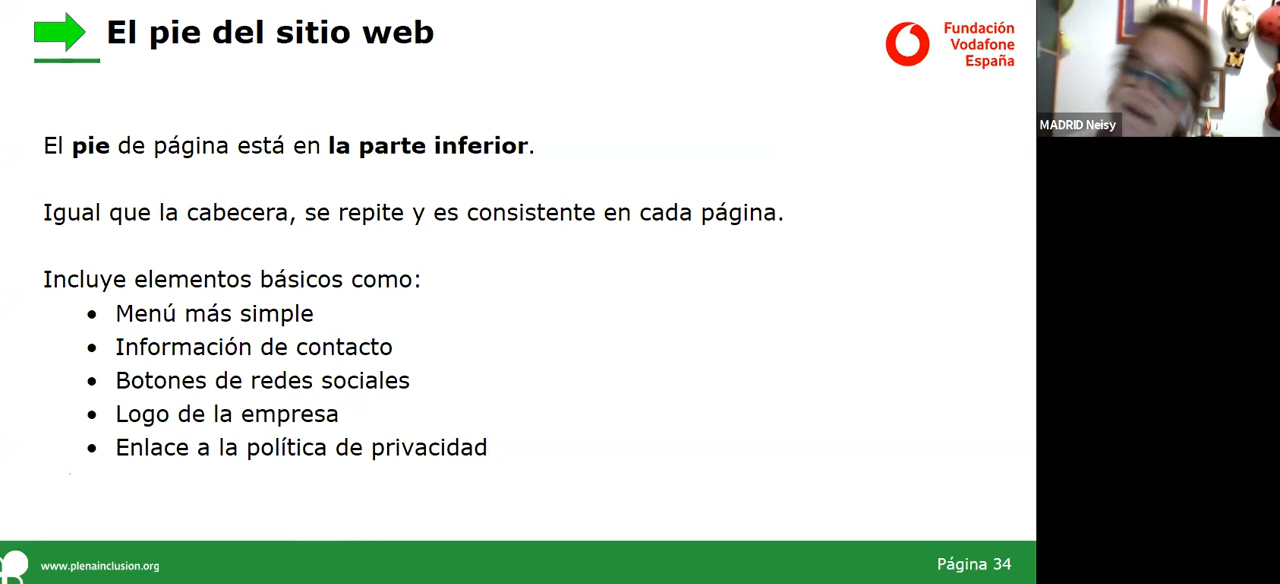 El pie del sitio web
Fundación
Vodafone
España
MADRID Neisy
El pie de página está en la parte inferior.
Igual que la cabecera, se repite y es consistente en cada página.
Incluye elementos básicos como:
• Menú más simple
• Información de contacto
• Botones de redes sociales
• Logo de la empresa
• Enlace a la política de privacidad
www.plenainclusion.org
Página 34